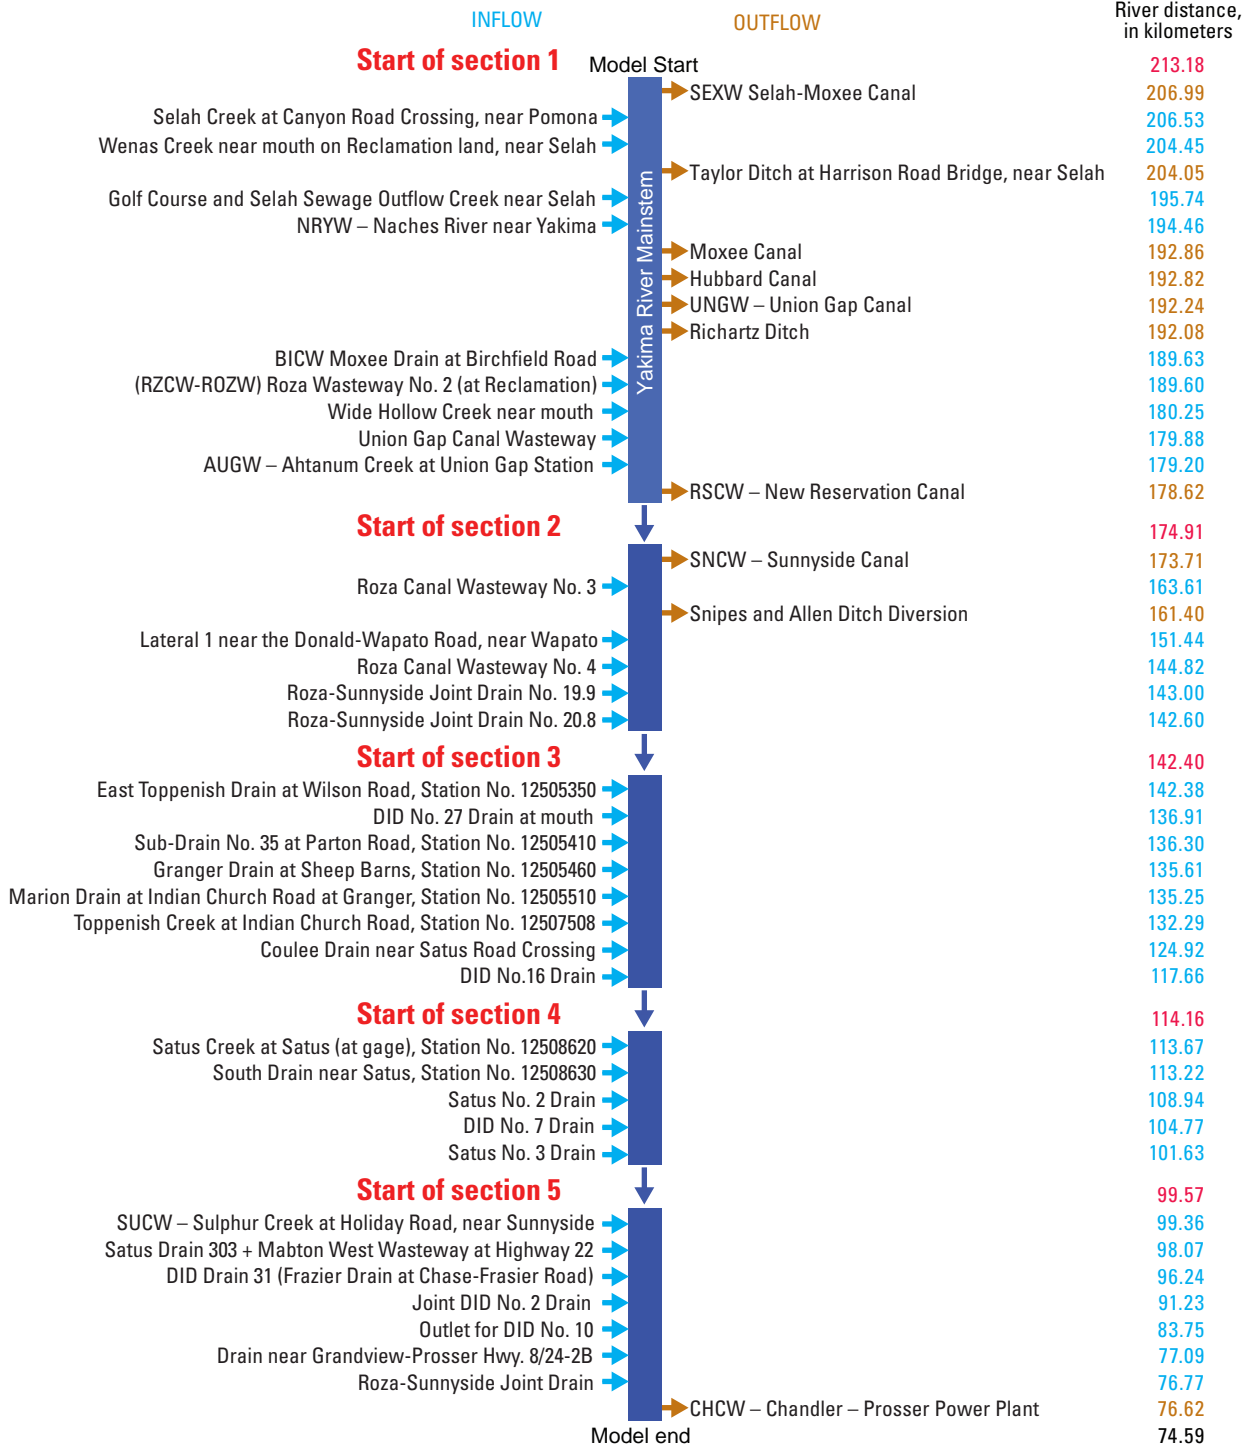 INFLOW OUTFLOW River distance,
in kilometers
Start of section 1 Model Start 213.18
SEXW Selah-Moxee Canal 206.99
Selah Creek at Canyon Road Crossing, near Pomona 206.53
Wenas Creek near mouth on Reclamation land, near Selah 204.45
Taylor Ditch at Harrison Road Bridge, near Selah 204.05
Golf Course and Selah Sewage Outflow Creek near Selah 195.74
NRYW – Naches River near Yakima 194.46
Moxee Canal 192.86
Hubbard Canal 192.82
UNGW – Union Gap Canal 192.24
Richartz Ditch 192.08
Yakima River Mainstem
BICW Moxee Drain at Birchfield Road 189.63
(RZCW-ROZW) Roza Wasteway No. 2 (at Reclamation) 189.60
Wide Hollow Creek near mouth 180.25
Union Gap Canal Wasteway 179.88
AUGW – Ahtanum Creek at Union Gap Station 179.20
RSCW – New Reservation Canal 178.62
Start of section 2 174.91
SNCW – Sunnyside Canal 173.71
Roza Canal Wasteway No. 3 163.61
Snipes and Allen Ditch Diversion 161.40
Lateral 1 near the Donald-Wapato Road, near Wapato 151.44
Roza Canal Wasteway No. 4 144.82
Roza-Sunnyside Joint Drain No. 19.9 143.00
Roza-Sunnyside Joint Drain No. 20.8 142.60
Start of section 3 142.40
East Toppenish Drain at Wilson Road, Station No. 12505350 142.38
DID No. 27 Drain at mouth 136.91
Sub-Drain No. 35 at Parton Road, Station No. 12505410 136.30
Granger Drain at Sheep Barns, Station No. 12505460 135.61
Marion Drain at Indian Church Road at Granger, Station No. 12505510 135.25
Toppenish Creek at Indian Church Road, Station No. 12507508 132.29
Coulee Drain near Satus Road Crossing 124.92
DID No.16 Drain 117.66
Start of section 4 114.16
Satus Creek at Satus (at gage), Station No. 12508620 113.67
South Drain near Satus, Station No. 12508630 113.22
Satus No. 2 Drain 108.94
DID No. 7 Drain 104.77
Satus No. 3 Drain 101.63
Start of section 5 99.57
SUCW – Sulphur Creek at Holiday Road, near Sunnyside 99.36
Satus Drain 303 + Mabton West Wasteway at Highway 22 98.07
DID Drain 31 (Frazier Drain at Chase-Frasier Road) 96.24
Joint DID No. 2 Drain 91.23
Outlet for DID No. 10 83.75
Drain near Grandview-Prosser Hwy. 8/24-2B 77.09
Roza-Sunnyside Joint Drain 76.77
CHCW – Chandler – Prosser Power Plant 76.62
Model end 74.59